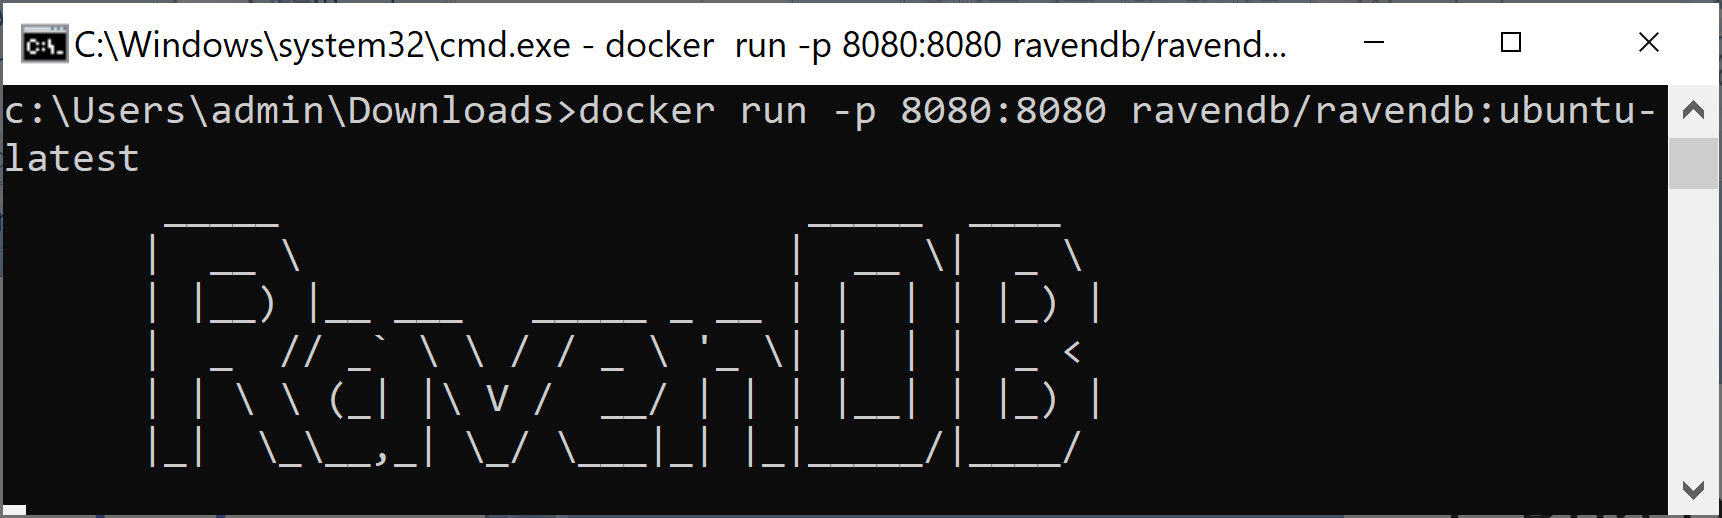 C:\Windows\system32\cmd.exe - docker  run -p 8080:8080 ravendb/ravend...
c:\Users\admin\Downloads>docker run -p 8080:8080 ravendb/ravendb:ubuntu-
latest
RavenDB